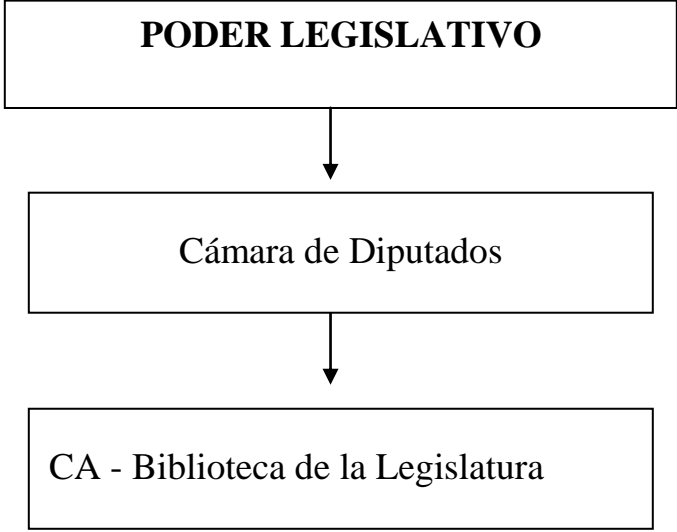 PODER LEGISLATIVO
Cámara de Diputados
CA - Biblioteca de la Legislatura